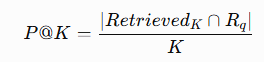 P@K = |Retrieved_K ∩ R_q| / K